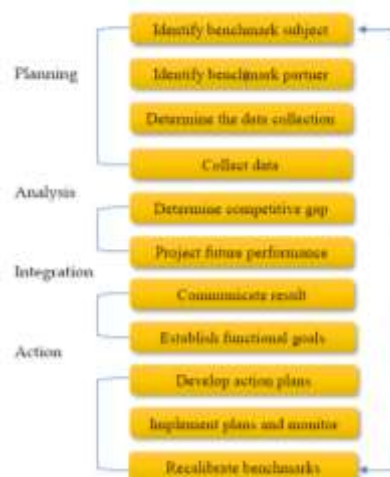 Identify benchmark subject
Planning
Identify benchmark partner
Determine the data collection
Collect data
Analysis
Determine competitive gap
Project future performance
Integration
Communicate result
Establish functional goals
Action
Develop action plans
Implement plans and monitor
Recalibrate benchmarks